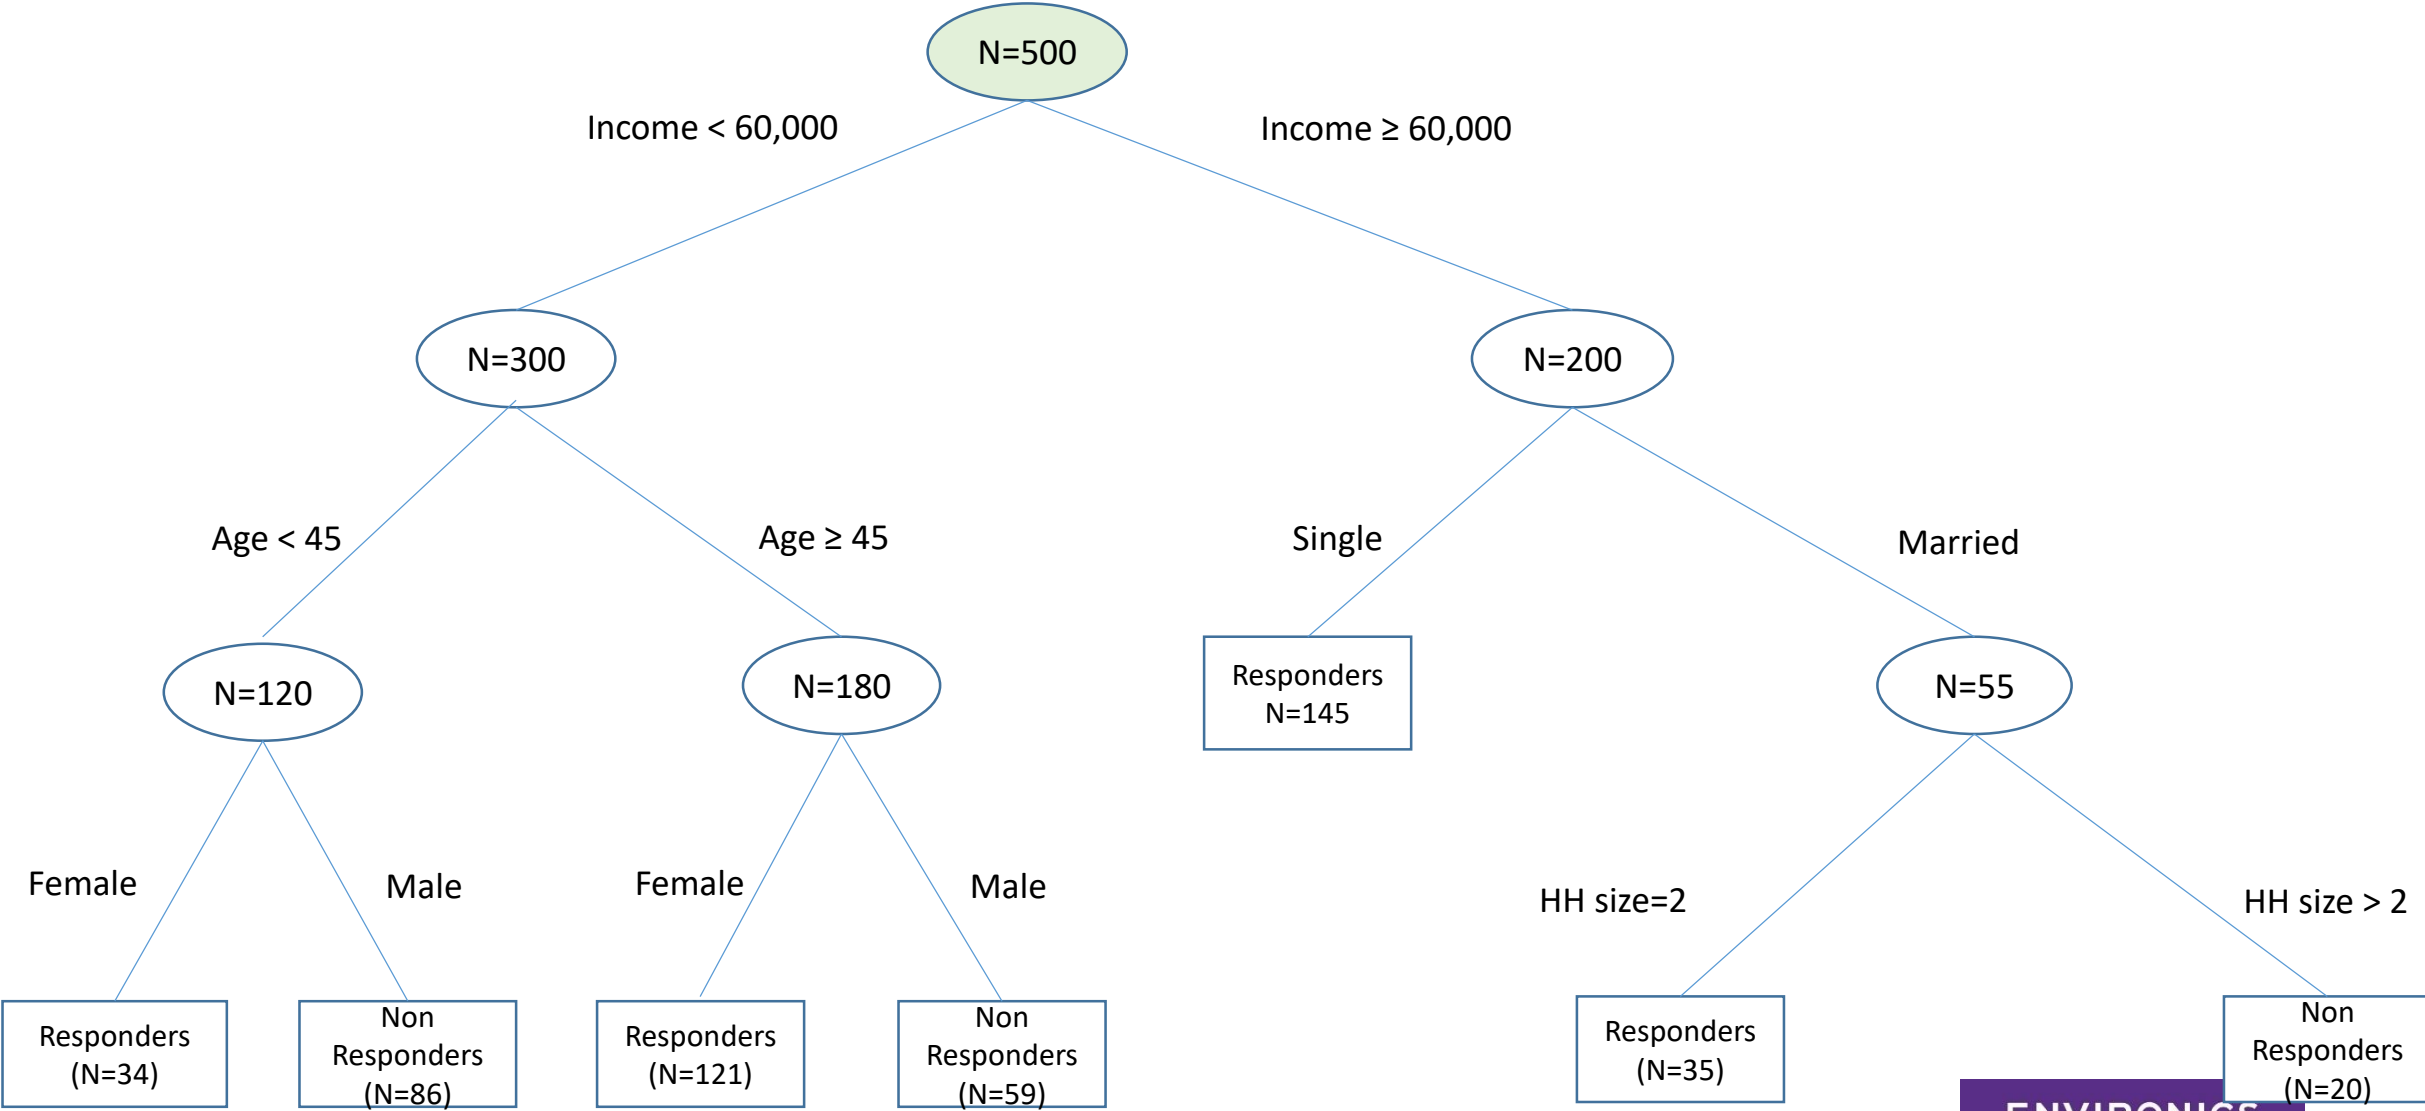 N=500
Income < 60,000
Income ≥ 60,000
N=300
N=200
Age < 45
Age ≥ 45
Single
Married
N=120
N=180
Responders
N=145
N=55
Female
Male
Female
Male
HH size=2
HH size > 2
Responders
(N=34)
Non
Responders
(N=86)
Responders
(N=121)
Non
Responders
(N=59)
Responders
(N=35)
Non
Responders
(N=20)
ENVIRONICS